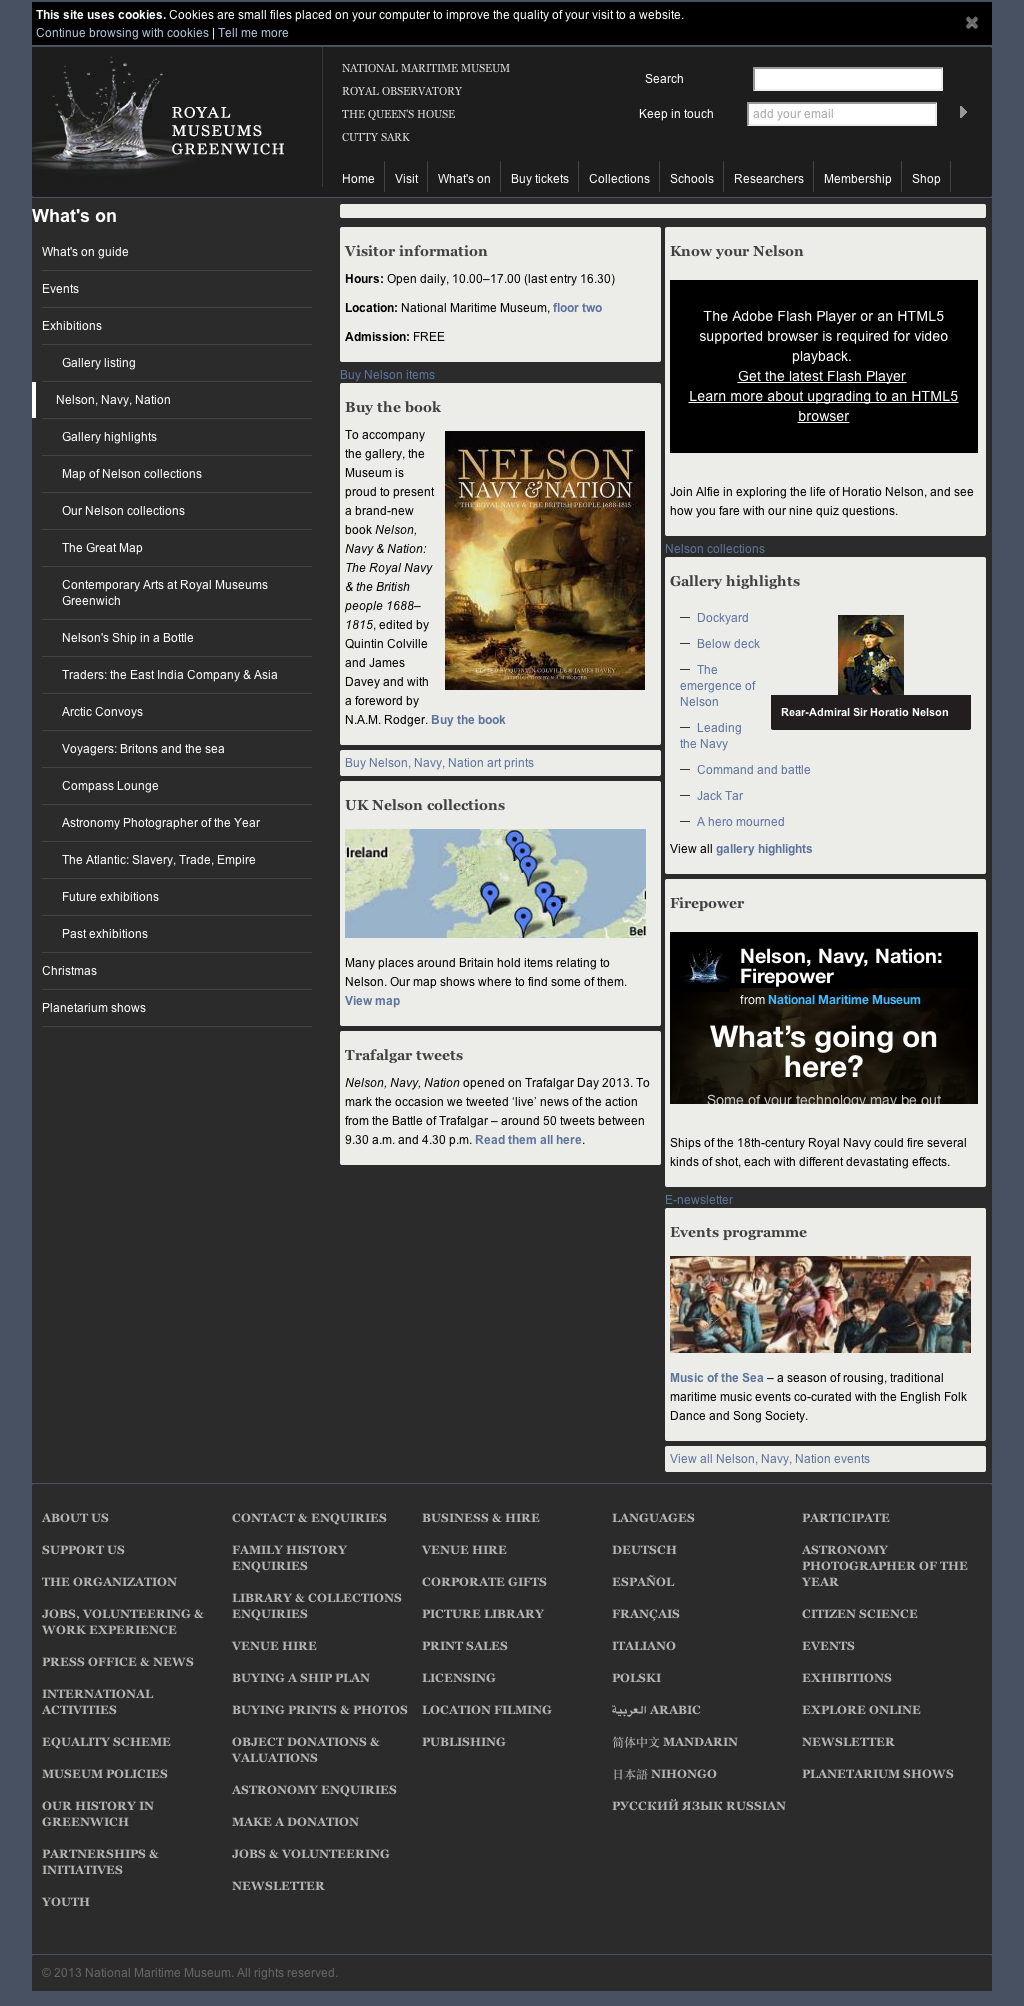 This site uses cookies. Cookies are small files placed on your computer to improve the quality of your visit to a website.
Continue browsing with cookies | Tell me more
ROYAL
MUSEUMS
GREENWICH
NATIONAL MARITIME MUSEUM
ROYAL OBSERVATORY
THE QUEEN'S HOUSE
CUTTY SARK
Search
Keep in touch
add your email
Home
Visit
What's on
Buy tickets
Collections
Schools
Researchers
Membership
Shop
What's on
What's on guide
Events
Exhibitions
Gallery listing
Nelson, Navy, Nation
Gallery highlights
Map of Nelson collections
Our Nelson collections
The Great Map
Contemporary Arts at Royal Museums
Greenwich
Nelson's Ship in a Bottle
Traders: the East India Company & Asia
Arctic Convoys
Voyagers: Britons and the sea
Compass Lounge
Astronomy Photographer of the Year
The Atlantic: Slavery, Trade, Empire
Future exhibitions
Past exhibitions
Christmas
Planetarium shows
Visitor information
Hours: Open daily, 10.00–17.00 (last entry 16.30)
Location: National Maritime Museum, floor two
Admission: FREE
Buy Nelson items
Buy the book
To accompany
the gallery, the
Museum is
proud to present
a brand-new
book Nelson,
Navy & Nation:
The Royal Navy
& the British
people 1688–
1815, edited by
Quintin Colville
and James
Davey and with
a foreword by
N.A.M. Rodger. Buy the book
NELSON
NAVY & NATION
THE ROYAL NAVY & THE BRITISH PEOPLE 1688-1815
EDITED BY QUINTIN COLVILLE & JAMES DAVEY
Buy Nelson, Navy, Nation art prints
UK Nelson collections
Ireland
Bel
Many places around Britain hold items relating to
Nelson. Our map shows where to find some of them.
View map
Trafalgar tweets
Nelson, Navy, Nation opened on Trafalgar Day 2013. To
mark the occasion we tweeted ‘live’ news of the action
from the Battle of Trafalgar – around 50 tweets between
9.30 a.m. and 4.30 p.m. Read them all here.
Know your Nelson
The Adobe Flash Player or an HTML5
supported browser is required for video
playback.
Get the latest Flash Player
Learn more about upgrading to an HTML5
browser
Join Alfie in exploring the life of Horatio Nelson, and see
how you fare with our nine quiz questions.
Nelson collections
Gallery highlights
— Dockyard
— Below deck
— The
emergence of
Nelson
— Leading
the Navy
— Command and battle
— Jack Tar
— A hero mourned
Rear-Admiral Sir Horatio Nelson
View all gallery highlights
Firepower
Nelson, Navy, Nation:
Firepower
from National Maritime Museum
What’s going on
here?
Some of your technology may be out
Ships of the 18th-century Royal Navy could fire several
kinds of shot, each with different devastating effects.
E-newsletter
Events programme
Music of the Sea – a season of rousing, traditional
maritime music events co-curated with the English Folk
Dance and Song Society.
View all Nelson, Navy, Nation events
ABOUT US
SUPPORT US
THE ORGANIZATION
JOBS, VOLUNTEERING &
WORK EXPERIENCE
PRESS OFFICE & NEWS
INTERNATIONAL
ACTIVITIES
EQUALITY SCHEME
MUSEUM POLICIES
OUR HISTORY IN
GREENWICH
PARTNERSHIPS &
INITIATIVES
YOUTH
CONTACT & ENQUIRIES
FAMILY HISTORY
ENQUIRIES
LIBRARY & COLLECTIONS
ENQUIRIES
VENUE HIRE
BUYING A SHIP PLAN
BUYING PRINTS & PHOTOS
OBJECT DONATIONS &
VALUATIONS
ASTRONOMY ENQUIRIES
MAKE A DONATION
JOBS & VOLUNTEERING
NEWSLETTER
BUSINESS & HIRE
VENUE HIRE
CORPORATE GIFTS
PICTURE LIBRARY
PRINT SALES
LICENSING
LOCATION FILMING
PUBLISHING
LANGUAGES
DEUTSCH
ESPAÑOL
FRANÇAIS
ITALIANO
POLSKI
العربية ARABIC
简体中文 MANDARIN
日本語 NIHONGO
РУССКИЙ ЯЗЫК RUSSIAN
PARTICIPATE
ASTRONOMY
PHOTOGRAPHER OF THE
YEAR
CITIZEN SCIENCE
EVENTS
EXHIBITIONS
EXPLORE ONLINE
NEWSLETTER
PLANETARIUM SHOWS
© 2013 National Maritime Museum. All rights reserved.